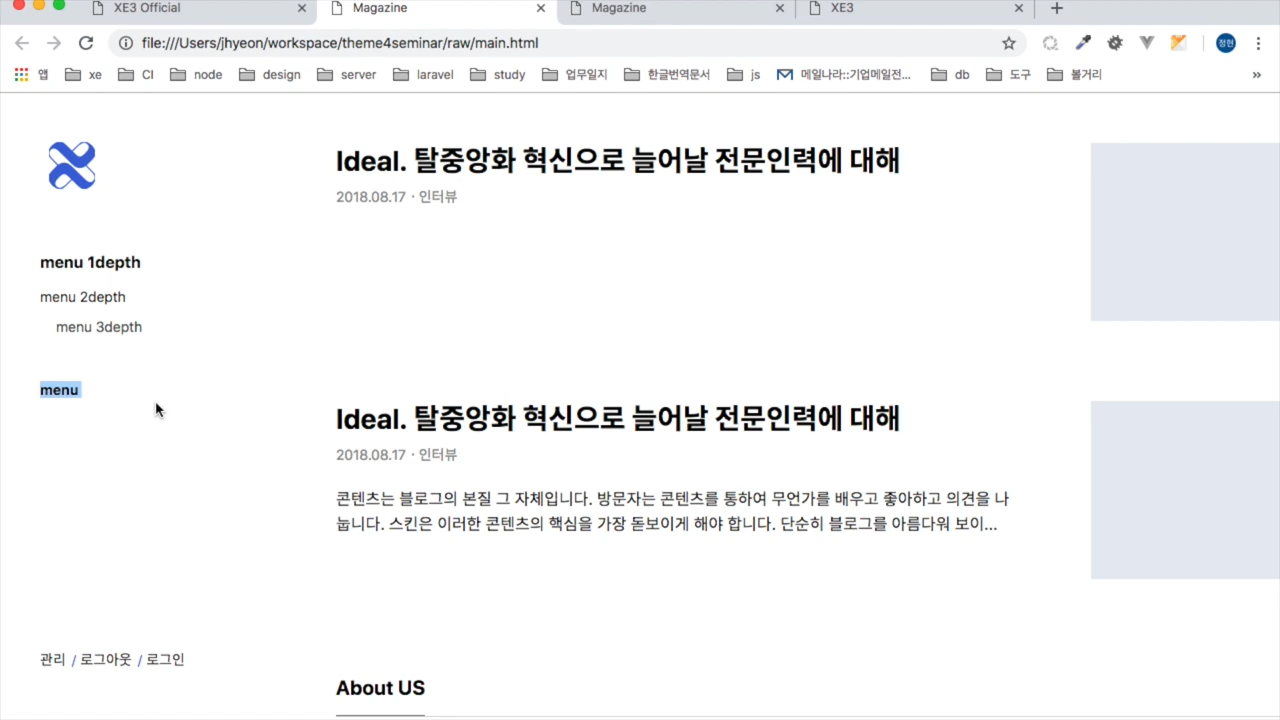 XE3 Official
Magazine
Magazine
XE3
file:///Users/jhyeon/workspace/theme4seminar/raw/main.html
정현
앱 xe CI node design server laravel study 업무일지 한글번역문서 js 메일나라::기업메일전... db 도구 볼거리 »
menu 1depth
menu 2depth
menu 3depth
menu
관리 / 로그아웃 / 로그인
Ideal. 탈중앙화 혁신으로 늘어날 전문인력에 대해
2018.08.17 · 인터뷰
Ideal. 탈중앙화 혁신으로 늘어날 전문인력에 대해
2018.08.17 · 인터뷰
콘텐츠는 블로그의 본질 그 자체입니다. 방문자는 콘텐츠를 통하여 무언가를 배우고 좋아하고 의견을 나
눕니다. 스킨은 이러한 콘텐츠의 핵심을 가장 돋보이게 해야 합니다. 단순히 블로그를 아름다워 보이...
About US